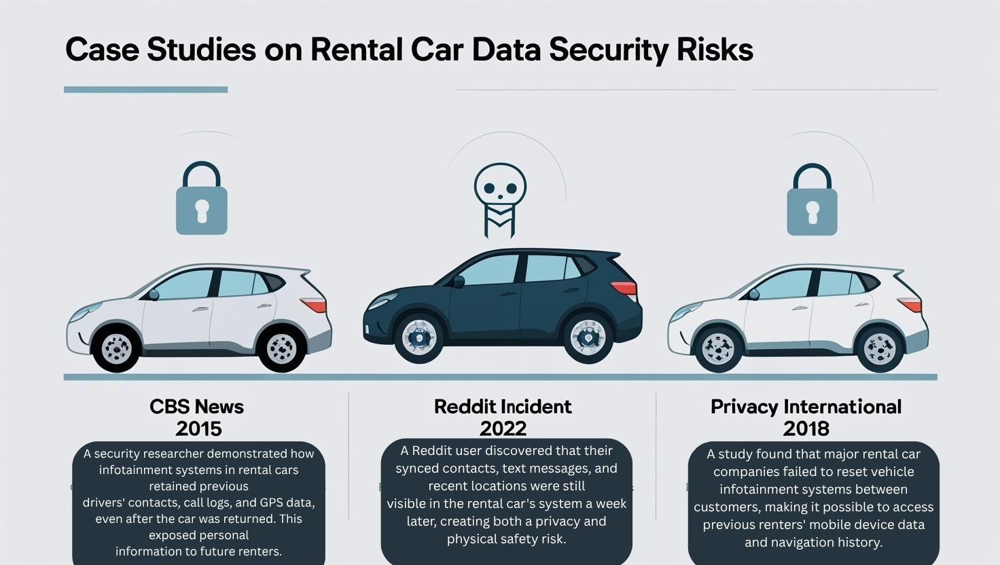 Case Studies on Rental Car Data Security Risks
CBS News
2015
A security researcher demonstrated how
infotainment systems in rental cars
retained previous
drivers' contacts, call logs, and GPS data,
even after the car was returned. This
exposed personal
information to future renters.
Reddit Incident
2022
A Reddit user discovered that their
synced contacts, text messages, and
recent locations were still
visible in the rental car's system a week
later, creating both a privacy and
physical safety risk.
Privacy International
2018
A study found that major rental car
companies failed to reset vehicle
infotainment systems between
customers, making it possible to access
previous renters' mobile device data
and navigation history.